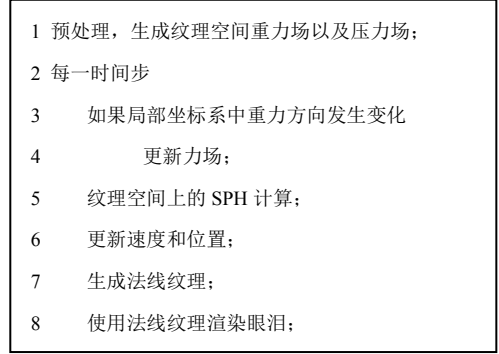 1 预处理，生成纹理空间重力场以及压力场；
2 每一时间步
3 如果局部坐标系中重力方向发生变化
4 更新力场；
5 纹理空间上的 SPH 计算；
6 更新速度和位置；
7 生成法线纹理；
8 使用法线纹理渲染眼泪；